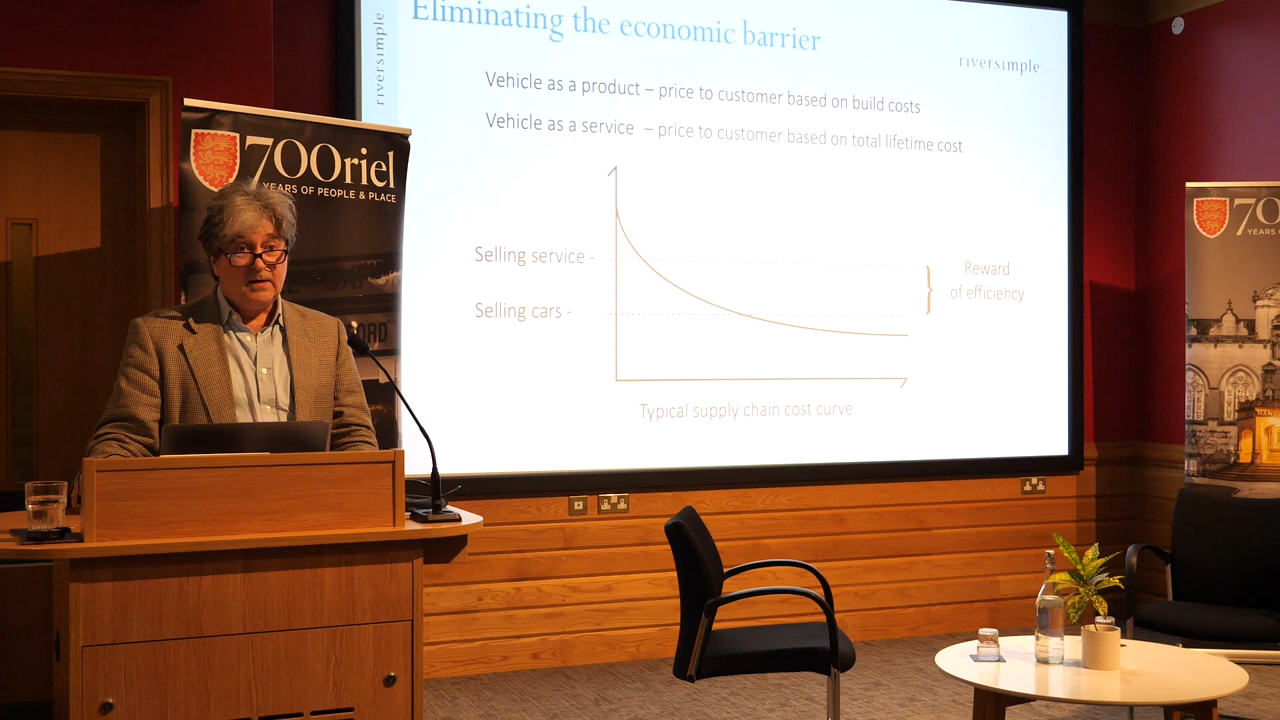 Eliminating the economic barrier
riversimple
riversimple
Vehicle as a product – price to customer based on build costs
Vehicle as a service – price to customer based on total lifetime cost
Selling service -
Selling cars -
Reward
of efficiency
Typical supply chain cost curve
700riel
YEARS OF PEOPLE & PLACE
70
YEARS